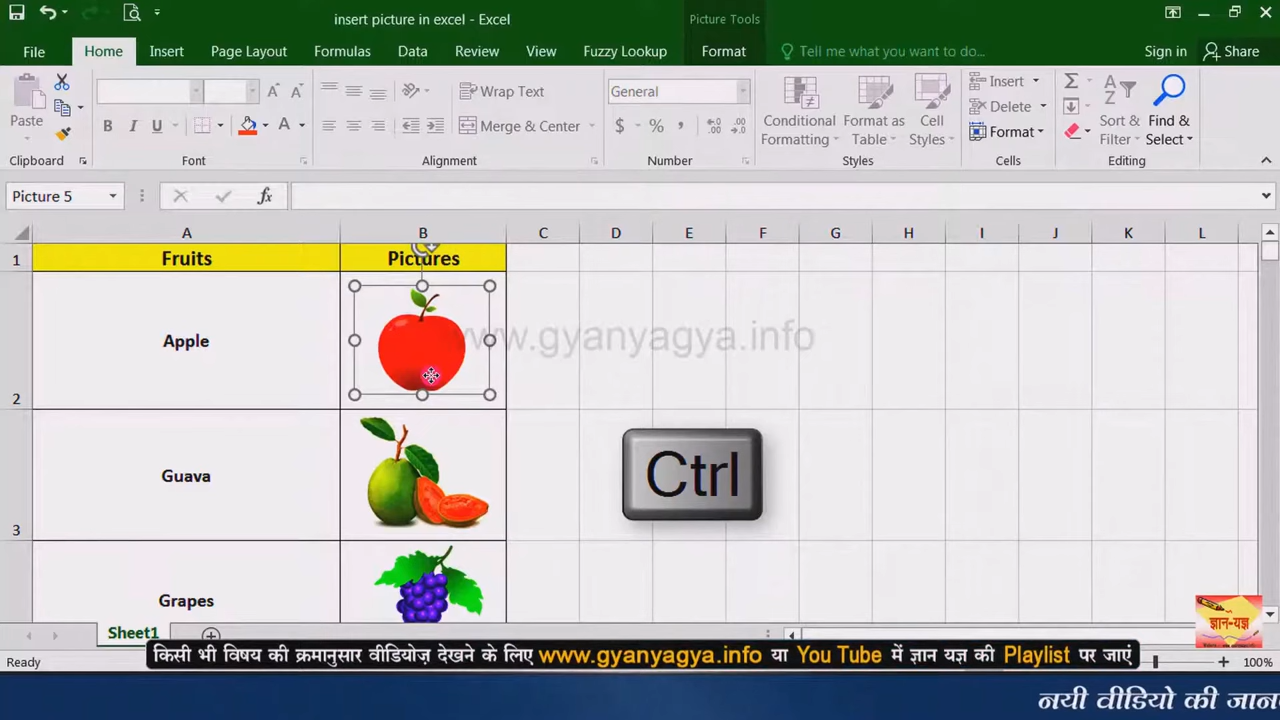 insert picture in excel - Excel
Picture Tools
File Home Insert Page Layout Formulas Data Review View Fuzzy Lookup Format Tell me what you want to do... Sign in Share
Paste
Wrap Text
Merge & Center
General
Conditional Formatting
Format as Table
Cell Styles
Insert
Delete
Format
Sort & Filter
Find & Select
Clipboard Font Alignment Number Styles Cells Editing
Picture 5
fx
A B C D E F G H I J K L
1 Fruits Pictures
2 Apple
www.gyanyagya.info
3 Guava
Ctrl
Grapes
ज्ञान-यज्ञ
Sheet1
Ready
किसी भी विषय की क्रमानुसार वीडियोज़ देखने के लिए www.gyanyagya.info या You Tube में ज्ञान यज्ञ की Playlist पर जाएं
100%
नयी वीडियो की जान